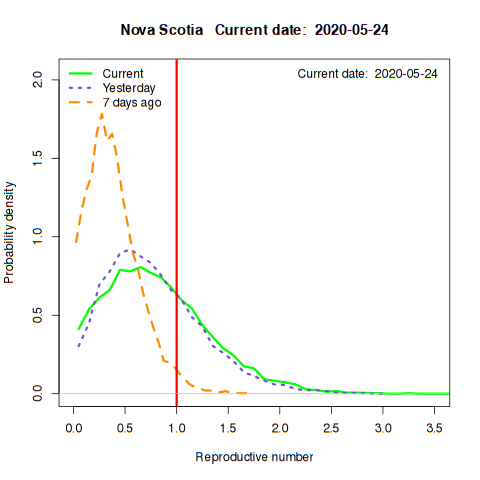 Nova Scotia Current date: 2020-05-24
Current date: 2020-05-24
Current
Yesterday
7 days ago
Probability density
2.0
1.5
1.0
0.5
0.0
0.0 0.5 1.0 1.5 2.0 2.5 3.0 3.5
Reproductive number